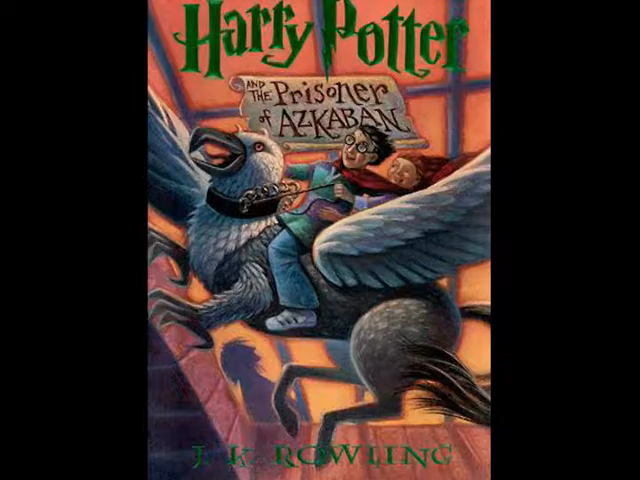 Harry Potter
AND THE Prisoner
of AZKABAN
J. K. ROWLING